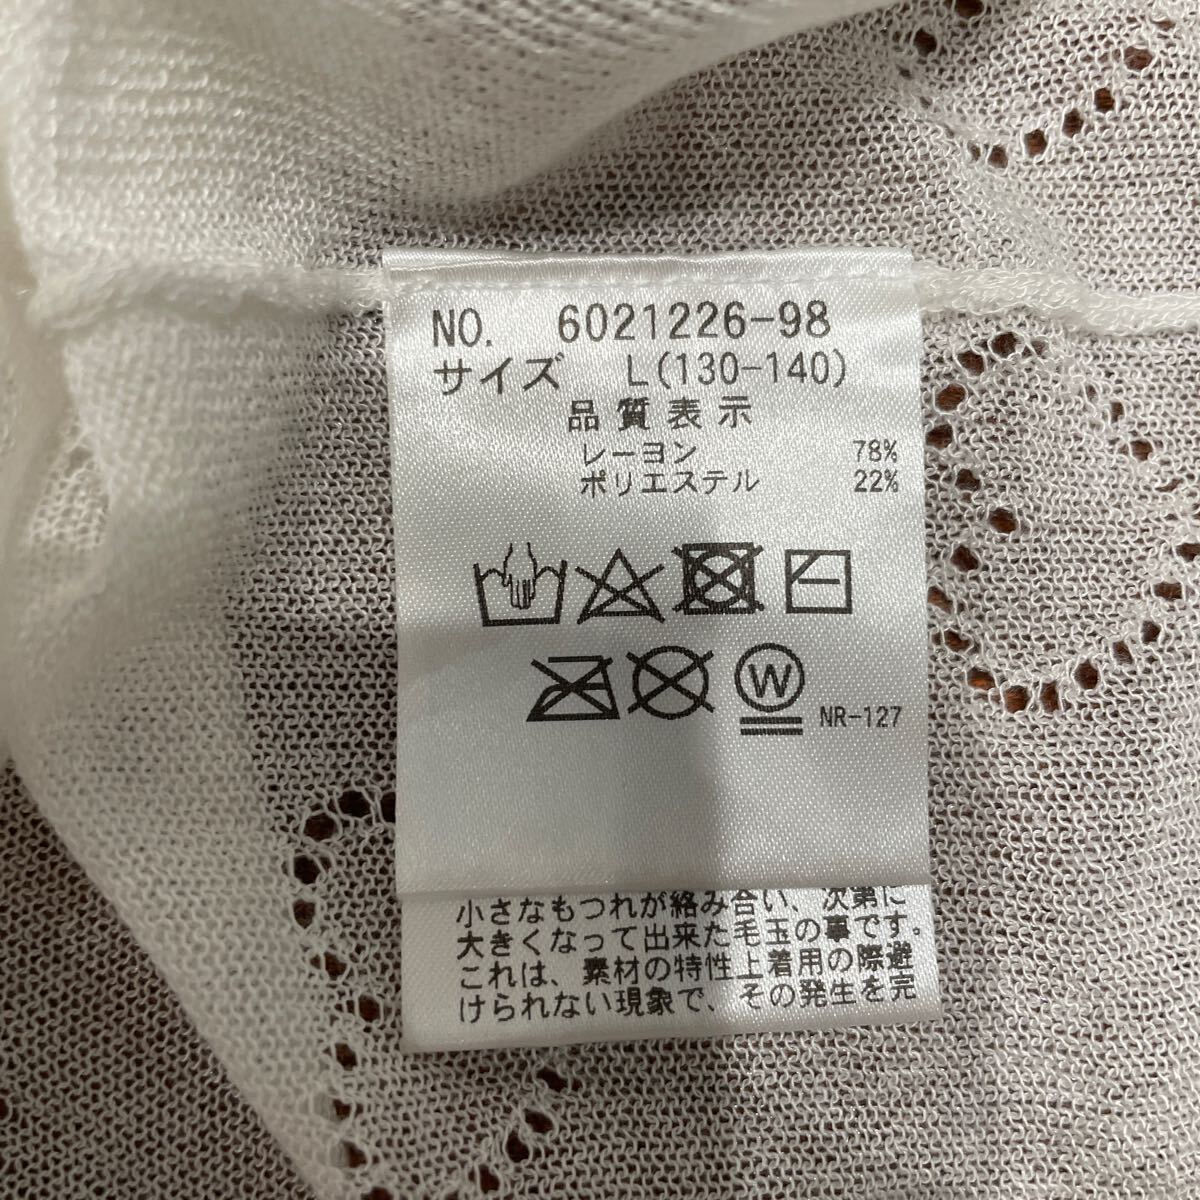 NO. 6021226-98
サイズ L(130-140)
品質表示
レーヨン 78%
ポリエステル 22%
W
NR-127
小さなもつれが絡み合い、次第に
大きくなって出来た毛玉の事です。
これは、素材の特性上着用の際避
けられない現象で、その発生を完